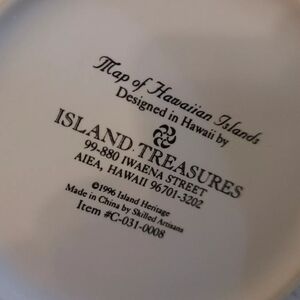 Map of Hawaiian Islands
Designed in Hawaii by
ISLAND TREASURES
99-880 IWAENA STREET
AIEA, HAWAII 96701-3202
©1996 Island Heritage
Made in China by Skilled Artisans
Item #C-031-0008